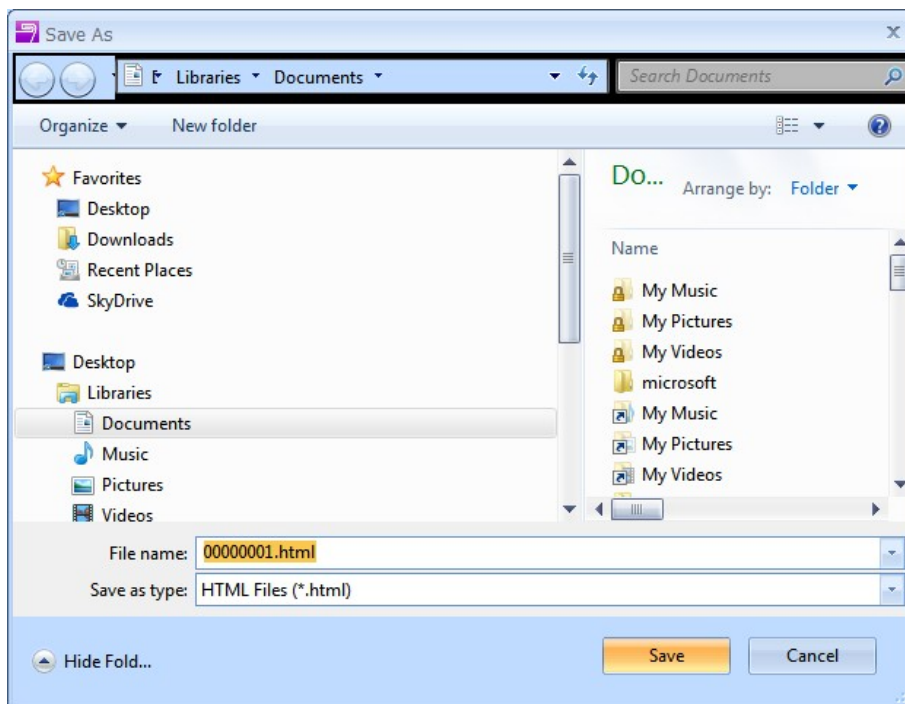 Save As
Libraries Documents Search Documents
Organize New folder
Favorites
Desktop
Downloads
Recent Places
SkyDrive
Desktop
Libraries
Documents
Music
Pictures
Videos
Do... Arrange by: Folder
Name
My Music
My Pictures
My Videos
microsoft
My Music
My Pictures
My Videos
File name: 00000001.html
Save as type: HTML Files (*.html)
Hide Fold... Save Cancel